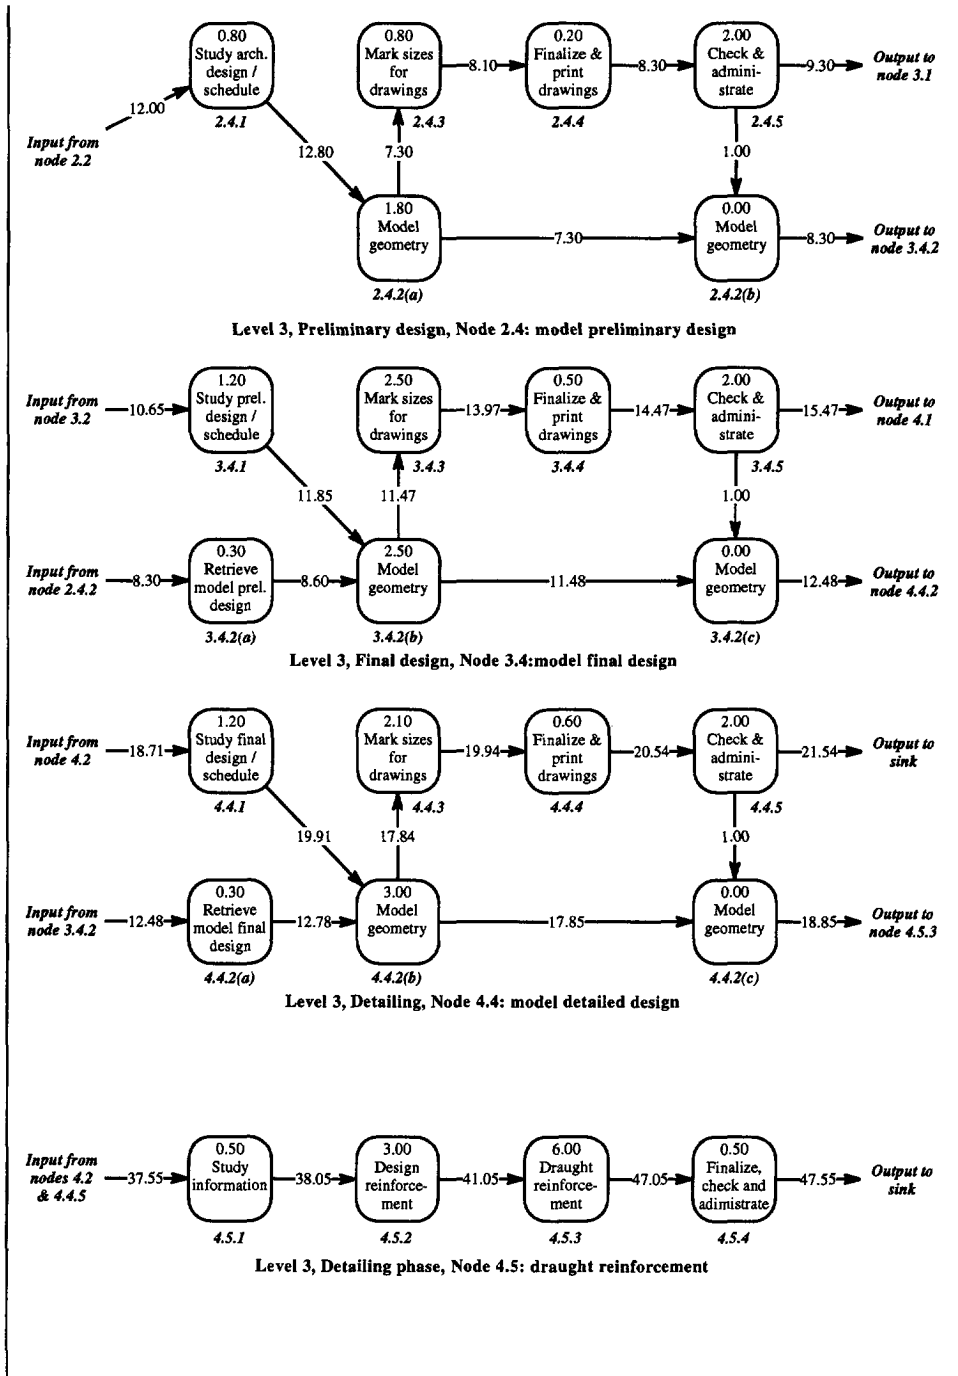 0.80
Study arch.
design /
schedule
2.4.1
0.80
Mark sizes
for
drawings
2.4.3
8.10
0.20
Finalize &
print
drawings
2.4.4
8.30
2.00
Check &
admini-
strate
2.4.5
9.30
Output to
node 3.1
12.00
Input from
node 2.2
12.80
7.30
1.00
1.80
Model
geometry
2.4.2(a)
7.30
0.00
Model
geometry
2.4.2(b)
8.30
Output to
node 3.4.2
Level 3, Preliminary design, Node 2.4: model preliminary design
Input from
node 3.2
10.65
1.20
Study prel.
design /
schedule
3.4.1
2.50
Mark sizes
for
drawings
3.4.3
13.97
0.50
Finalize &
print
drawings
3.4.4
14.47
2.00
Check &
admini-
strate
3.4.5
15.47
Output to
node 4.1
11.85
11.47
1.00
Input from
node 2.4.2
8.30
0.30
Retrieve
model prel.
design
3.4.2(a)
8.60
2.50
Model
geometry
3.4.2(b)
11.48
0.00
Model
geometry
3.4.2(c)
12.48
Output to
node 4.4.2
Level 3, Final design, Node 3.4:model final design
Input from
node 4.2
18.71
1.20
Study final
design /
schedule
4.4.1
2.10
Mark sizes
for
drawings
4.4.3
19.94
0.60
Finalize &
print
drawings
4.4.4
20.54
2.00
Check &
admini-
strate
4.4.5
21.54
Output to
sink
19.91
17.84
1.00
Input from
node 3.4.2
12.48
0.30
Retrieve
model final
design
4.4.2(a)
12.78
3.00
Model
geometry
4.4.2(b)
17.85
0.00
Model
geometry
4.4.2(c)
18.85
Output to
node 4.5.3
Level 3, Detailing, Node 4.4: model detailed design
Input from
nodes 4.2
& 4.4.5
37.55
0.50
Study
information
4.5.1
38.05
3.00
Design
reinforce-
ment
4.5.2
41.05
6.00
Draught
reinforce-
ment
4.5.3
47.05
0.50
Finalize,
check and
adimistrate
4.5.4
47.55
Output to
sink
Level 3, Detailing phase, Node 4.5: draught reinforcement